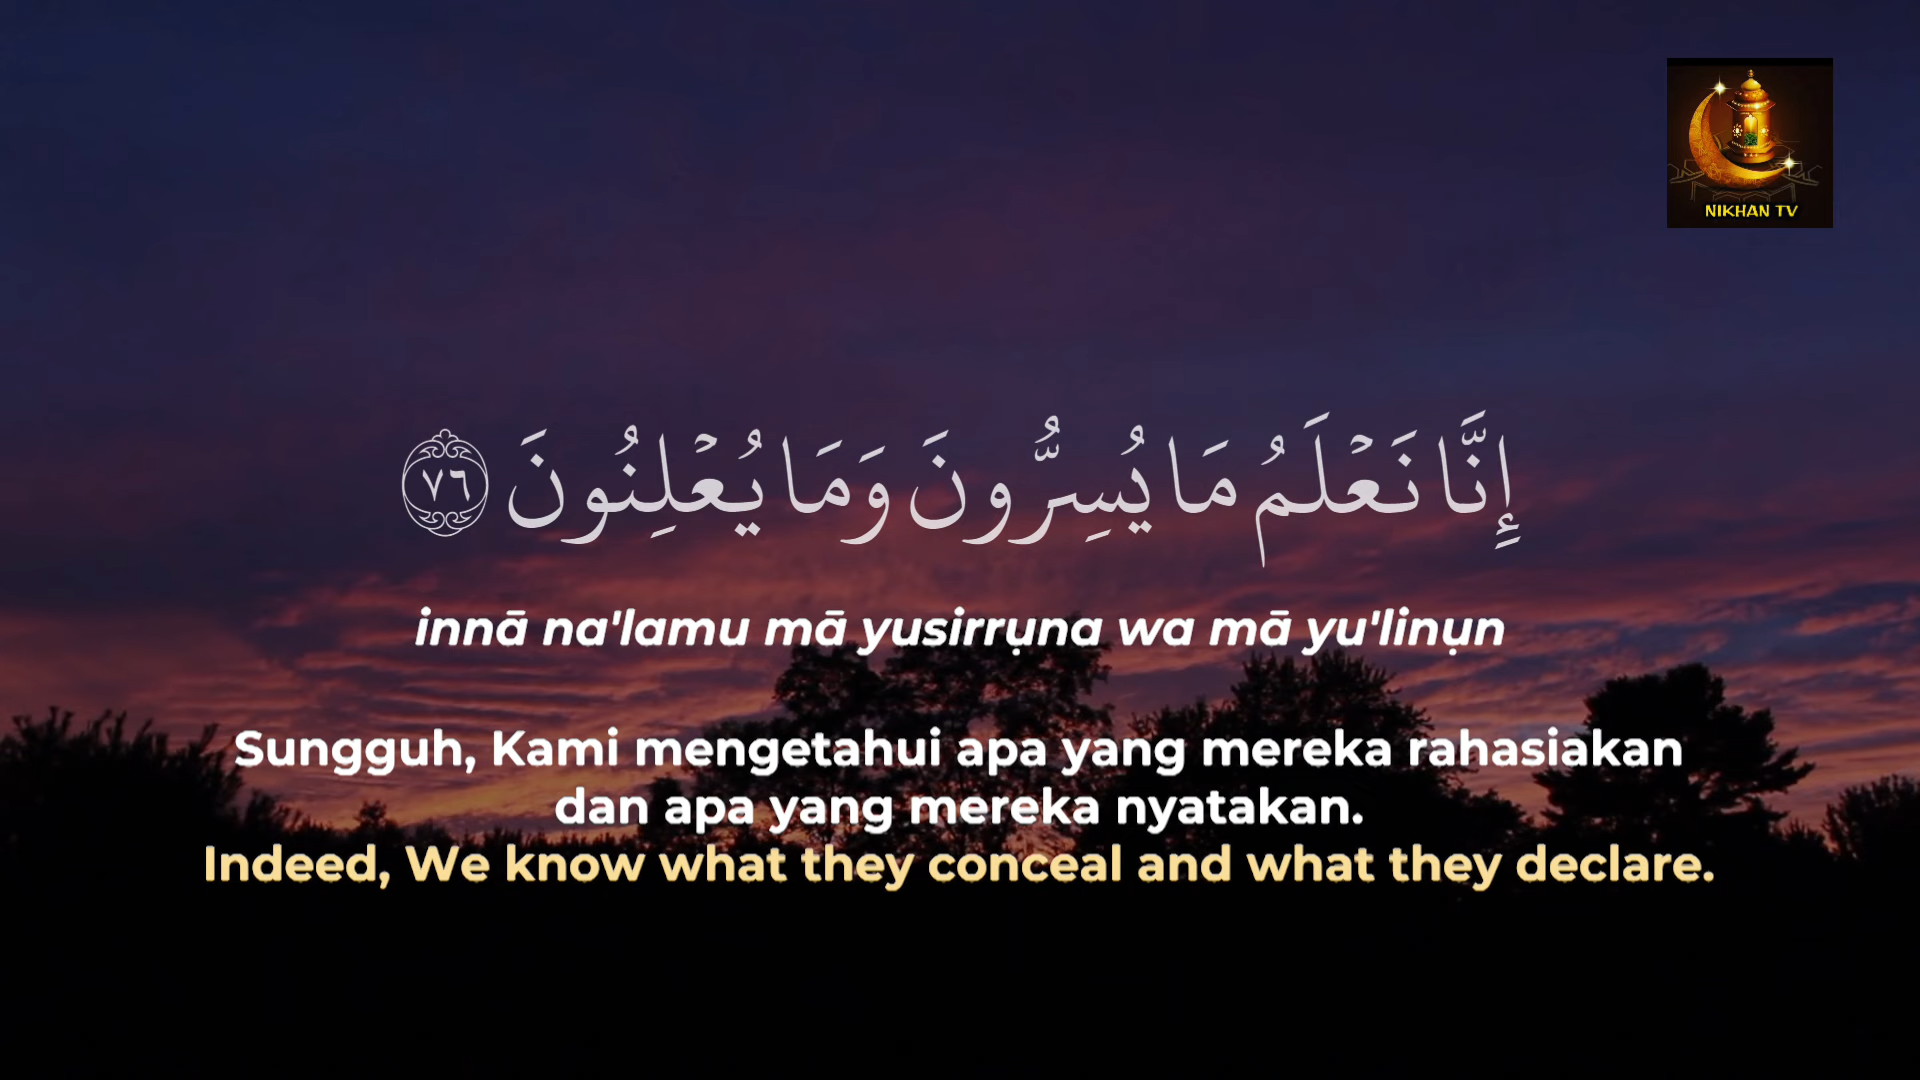 NIKHAN TV
إِنَّا نَعْلَمُ مَا يُسِرُّونَ وَمَا يُعْلِنُونَ ٧٦
innā na'lamu mā yusirrụna wa mā yu'linụn
Sungguh, Kami mengetahui apa yang mereka rahasiakan
dan apa yang mereka nyatakan.
Indeed, We know what they conceal and what they declare.